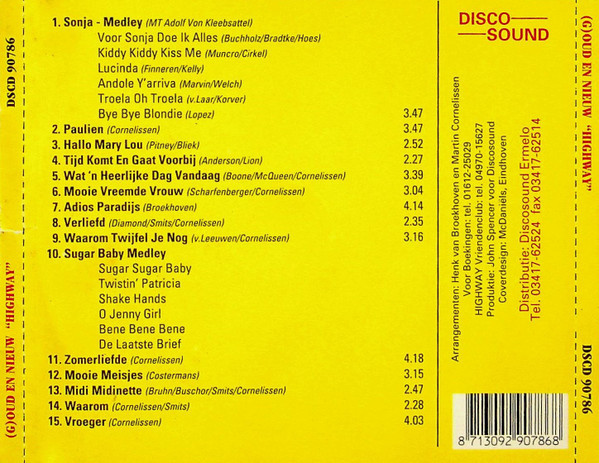 DSCD 90786
(G)OUD EN NIEUW "HIGHWAY"
1. Sonja - Medley (MT Adolf Von Kleebsattel)
Voor Sonja Doe Ik Alles (Buchholz/Bradtke/Hoes)
Kiddy Kiddy Kiss Me (Muncro/Cirkel)
Lucinda (Finneren/Kelly)
Andole Y'arriva (Marvin/Welch)
Troela Oh Troela (v.Laar/Korver)
Bye Bye Blondie (Lopez) 3.47
2. Paulien (Cornelissen) 3.47
3. Hallo Mary Lou (Pitney/Bliek) 2.52
4. Tijd Komt En Gaat Voorbij (Anderson/Lion) 2.27
5. Wat 'n Heerlijke Dag Vandaag (Boone/McQueen/Cornelissen) 3.39
6. Mooie Vreemde Vrouw (Scharfenberger/Cornelissen) 3.04
7. Adios Paradijs (Broekhoven) 4.14
8. Verliefd (Diamond/Smits/Cornelissen) 2.35
9. Waarom Twijfel Je Nog (v.Leeuwen/Cornelissen) 3.16
10. Sugar Baby Medley
Sugar Sugar Baby
Twistin' Patricia
Shake Hands
O Jenny Girl
Bene Bene Bene
De Laatste Brief
11. Zomerliefde (Cornelissen) 4.18
12. Mooie Meisjes (Costermans) 3.15
13. Midi Midinette (Bruhn/Buschor/Smits/Cornelissen) 2.47
14. Waarom (Cornelissen/Smits) 2.28
15. Vroeger (Cornelissen) 4.03
DISCO
SOUND
Arrangementen: Henk van Broekhoven en Martin Cornelissen
Voor Boekingen: tel. 01612-25029
HIGHWAY Vriendenclub: tel. 04970-15627
Produktie: John Spencer voor Discosound
Coverdesign: McDaniëls, Eindhoven
Distributie: Discosound Ermelo
Tel. 03417-62524 fax 03417-62514
8 713092 907868
(G)OUD EN NIEUW "HIGHWAY"
DSCD 90786